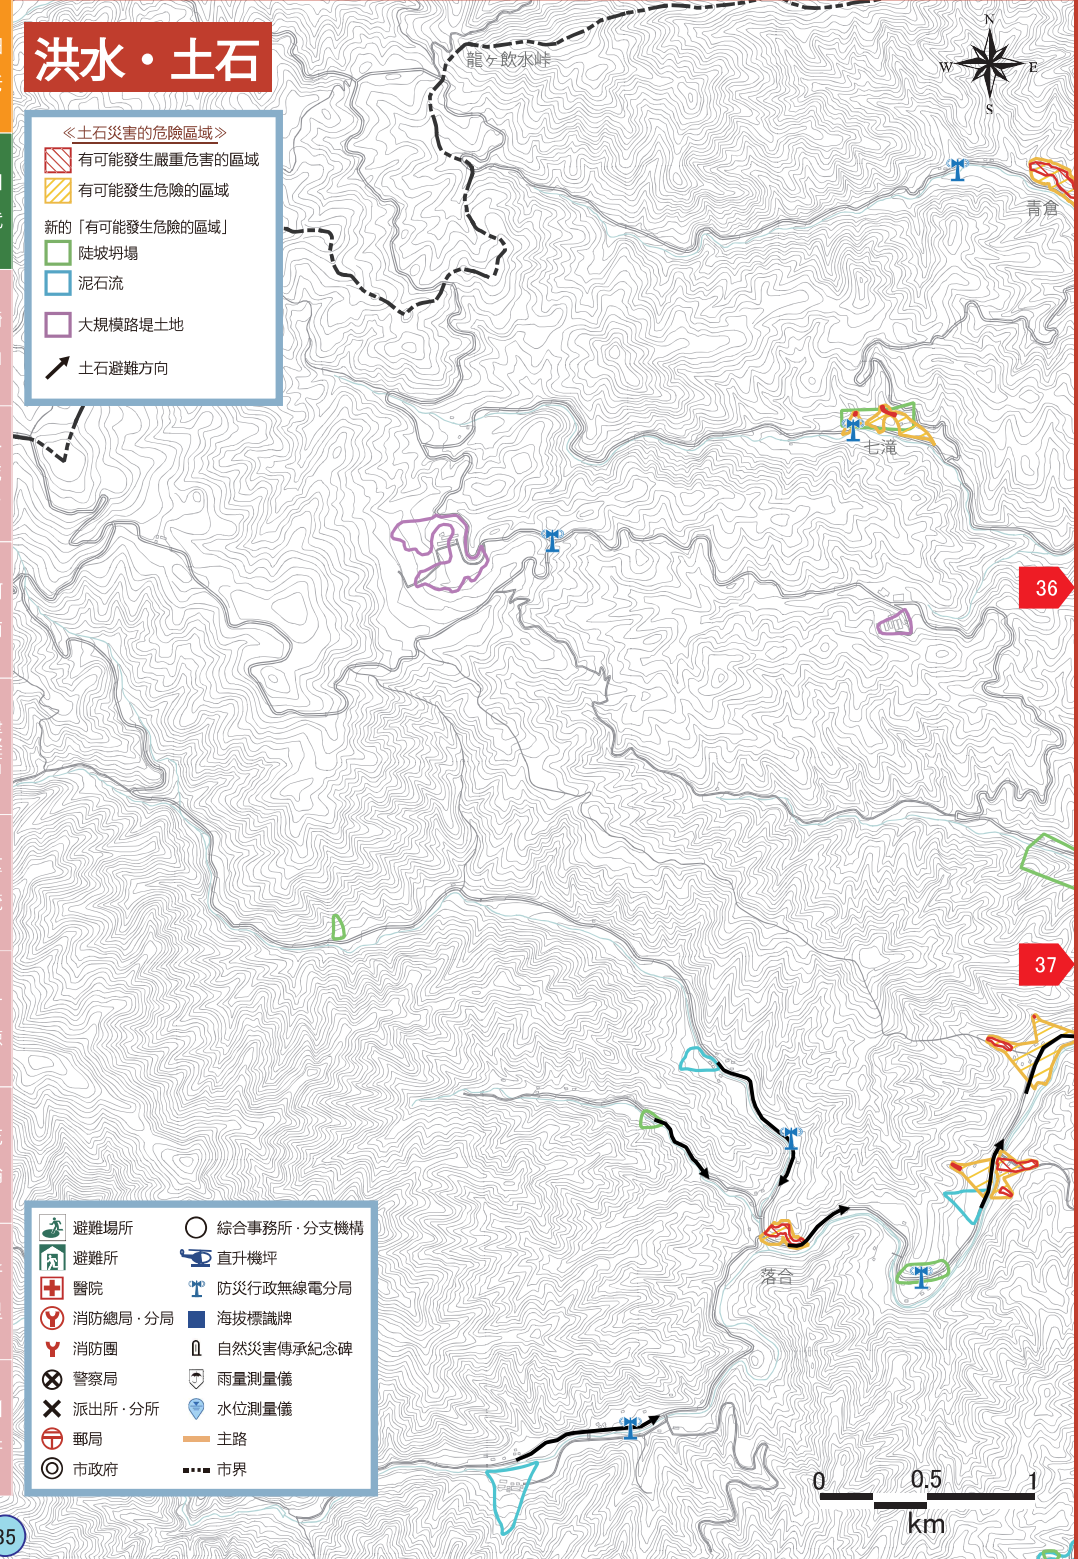 洪水・土石
≪土石災害的危險區域≫
有可能發生嚴重危害的區域
有可能發生危險的區域
新的「有可能發生危險的區域」
陡坡坍塌
泥石流
大規模路堤土地
土石避難方向
龍ヶ飲水峠
N
W
E
S
青倉
七滝
36
37
落合
避難場所
避難所
醫院
消防總局·分局
消防團
警察局
派出所·分所
郵局
市政府
綜合事務所·分支機構
直升機坪
防災行政無線電分局
海拔標識牌
自然災害傳承紀念碑
雨量測量儀
水位測量儀
主路
市界
0 0.5 1
km
35